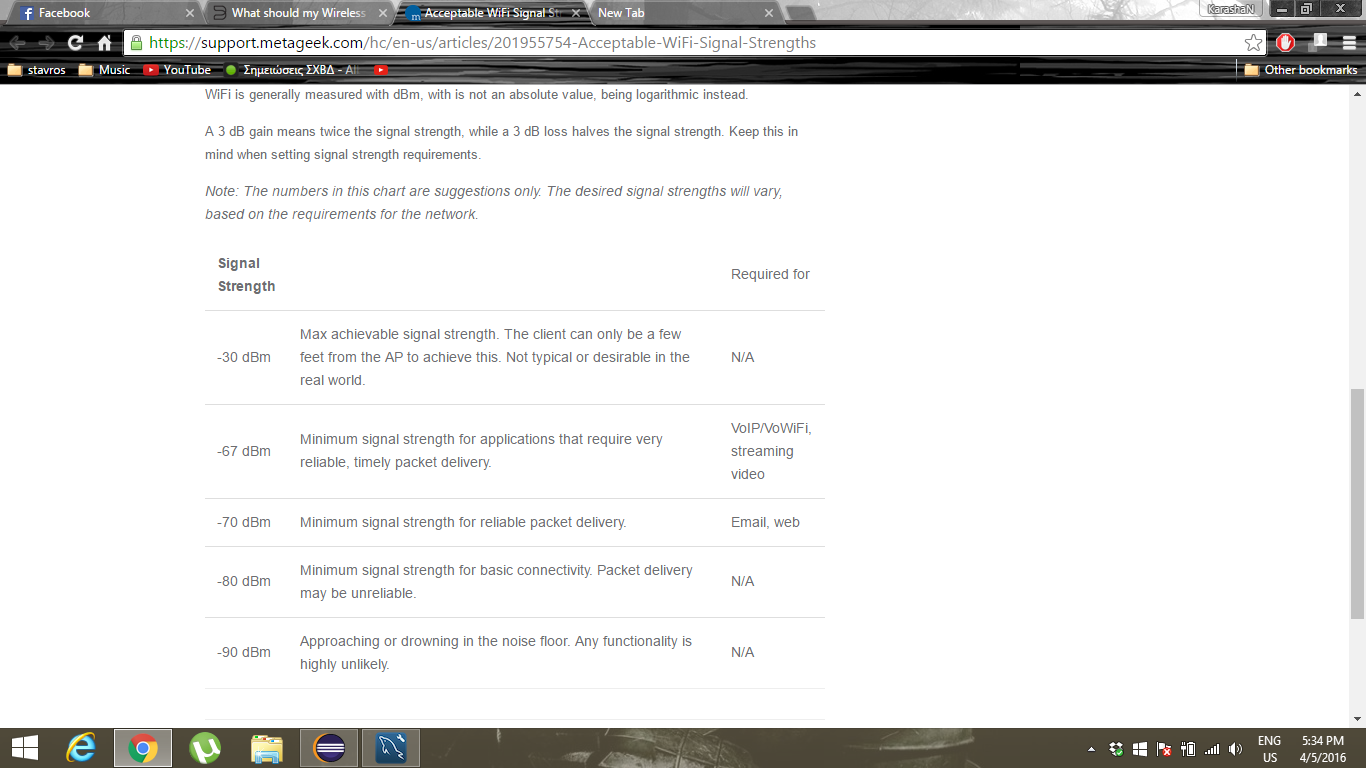 Facebook
What should my Wireless
Acceptable WiFi Signal St
New Tab
KarashaN
https://support.metageek.com/hc/en-us/articles/201955754-Acceptable-WiFi-Signal-Strengths
stavros
Music
YouTube
Σημειώσεις ΣΧΒΔ - Al
Other bookmarks
WiFi is generally measured with dBm, with is not an absolute value, being logarithmic instead.
A 3 dB gain means twice the signal strength, while a 3 dB loss halves the signal strength. Keep this in
mind when setting signal strength requirements.
Note: The numbers in this chart are suggestions only. The desired signal strengths will vary,
based on the requirements for the network.
Signal
Strength
Required for
-30 dBm
Max achievable signal strength. The client can only be a few
feet from the AP to achieve this. Not typical or desirable in the
real world.
N/A
-67 dBm
Minimum signal strength for applications that require very
reliable, timely packet delivery.
VoIP/VoWiFi,
streaming
video
-70 dBm
Minimum signal strength for reliable packet delivery.
Email, web
-80 dBm
Minimum signal strength for basic connectivity. Packet delivery
may be unreliable.
N/A
-90 dBm
Approaching or drowning in the noise floor. Any functionality is
highly unlikely.
N/A
ENG
US
5:34 PM
4/5/2016